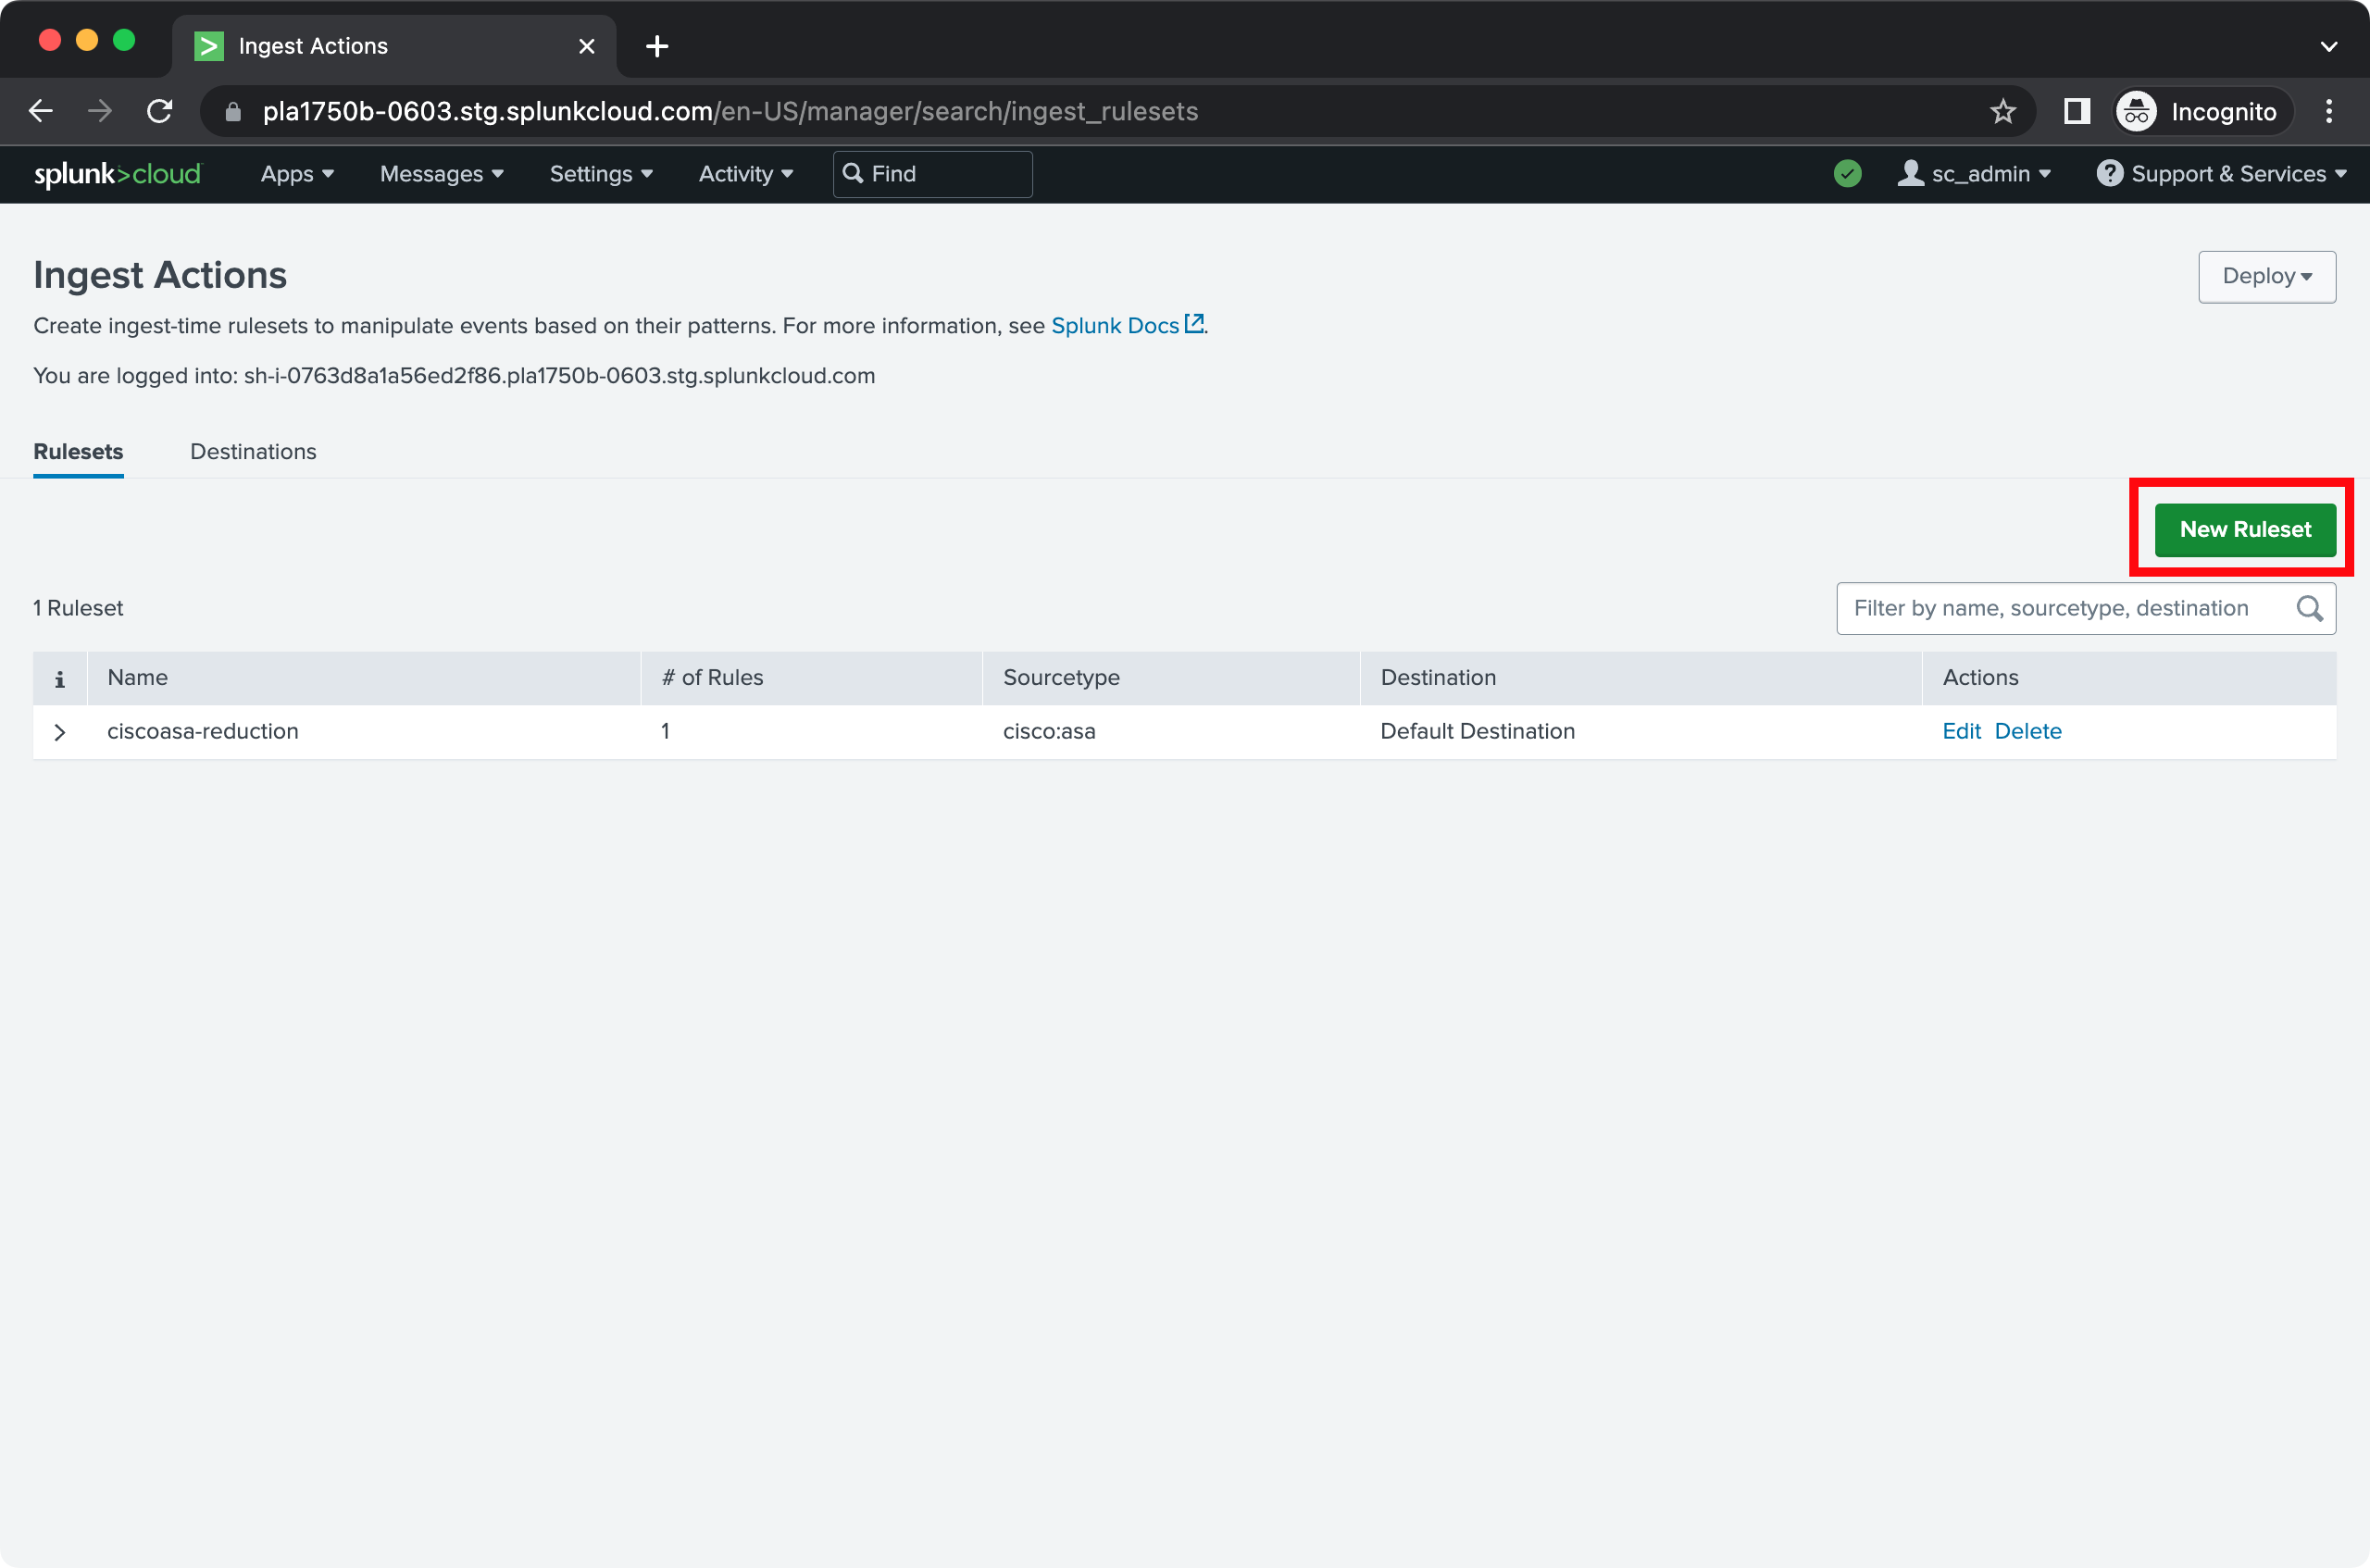 Ingest Actions
pla1750b-0603.stg.splunkcloud.com/en-US/manager/search/ingest_rulesets
Incognito
splunk>cloud Apps Messages Settings Activity Find sc_admin Support & Services
Ingest Actions
Deploy
Create ingest-time rulesets to manipulate events based on their patterns. For more information, see Splunk Docs.
You are logged into: sh-i-0763d8a1a56ed2f86.pla1750b-0603.stg.splunkcloud.com
Rulesets Destinations
New Ruleset
1 Ruleset
Filter by name, sourcetype, destination
i Name # of Rules Sourcetype Destination Actions
ciscoasa-reduction 1 cisco:asa Default Destination Edit Delete